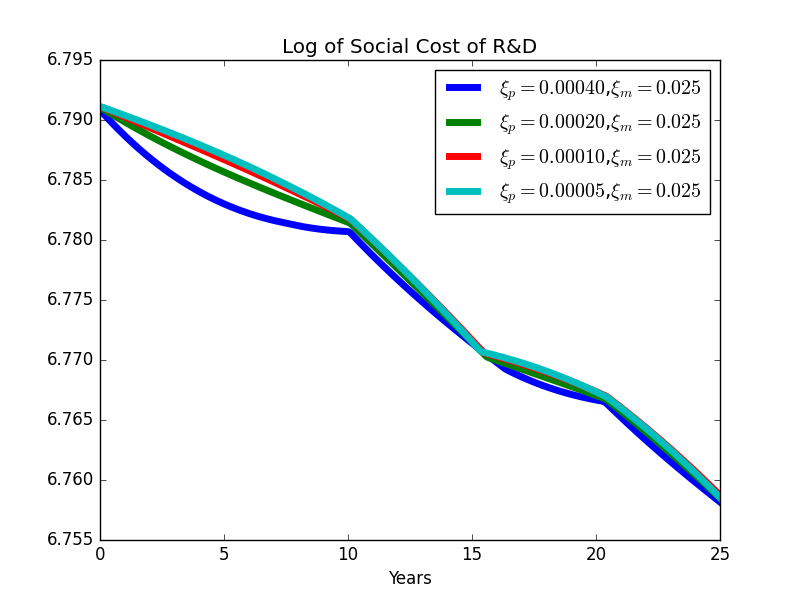 Log of Social Cost of R&D
6.795
6.790
6.785
6.780
6.775
6.770
6.765
6.760
6.755
ξp = 0.00040,ξm = 0.025
ξp = 0.00020,ξm = 0.025
ξp = 0.00010,ξm = 0.025
ξp = 0.00005,ξm = 0.025
0 5 10 15 20 25
Years